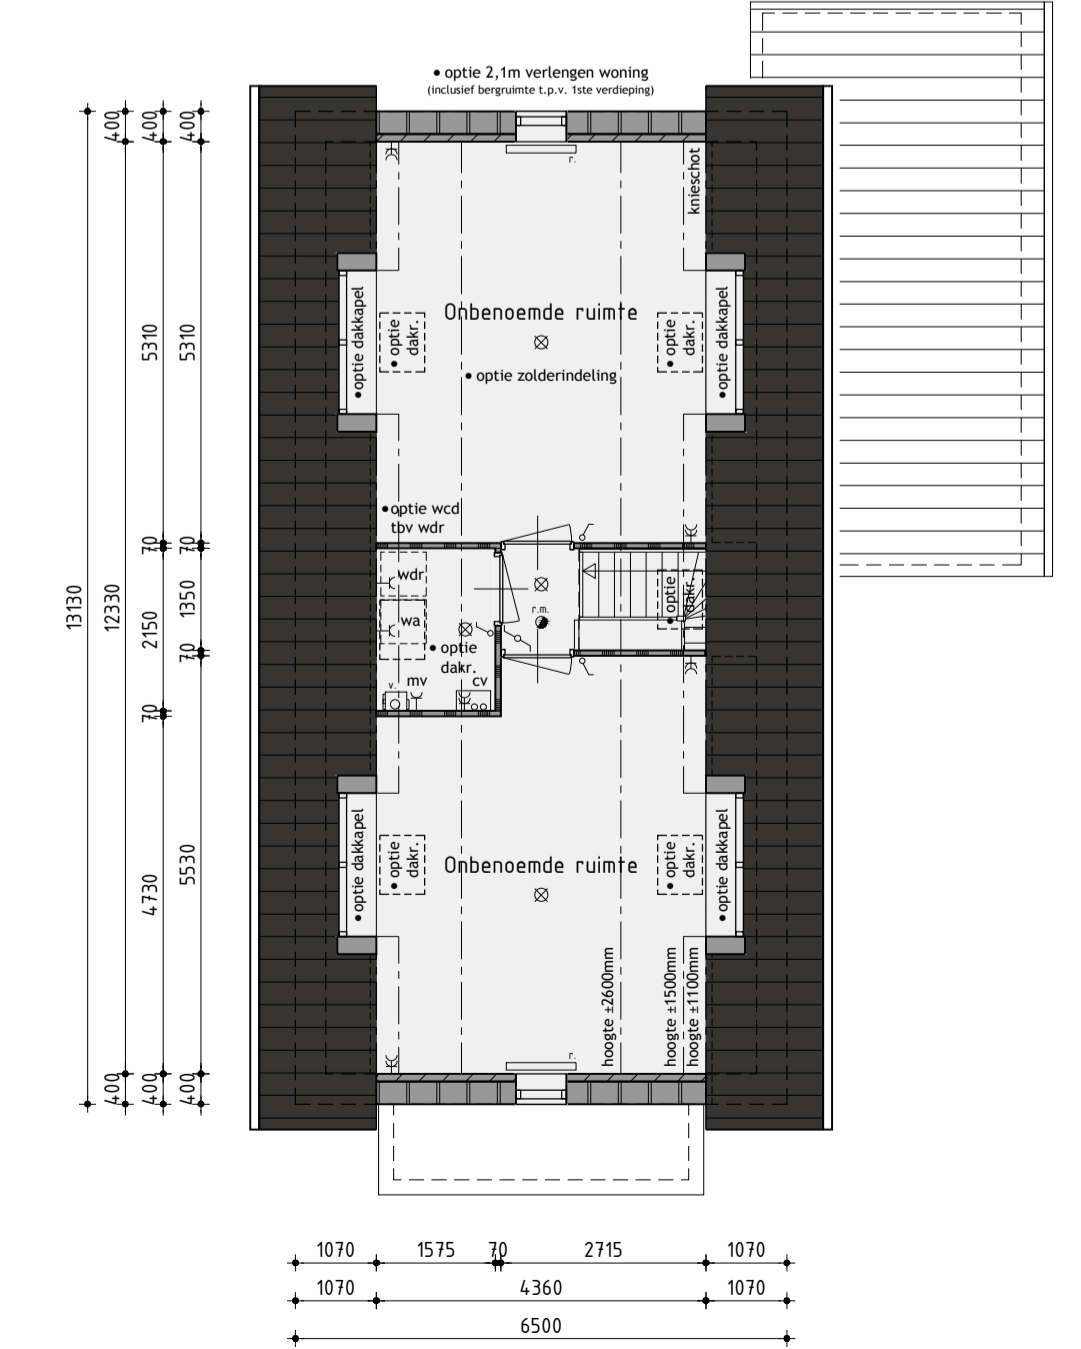 • optie 2,1m verlengen woning
(inclusief bergruimte t.p.v. 1ste verdieping)
400
400
400
r.
knieschot
• optie dakkapel
• optie
dakr.
Onbenoemde ruimte
• optie
dakr.
• optie dakkapel
5310
5310
• optie zolderindeling
• optie wcd
tbv wdr
70
70
13130
12330
2150
1350
70
70
wdr
wa
r.m.
• optie
dakr.
• optie
dakr.
v.
mv
cv
• optie dakkapel
• optie
dakr.
Onbenoemde ruimte
• optie
dakr.
• optie dakkapel
4730
5530
hoogte ±2600mm
hoogte ±1500mm
hoogte ±1100mm
r.
400
400
400
1070
1575
70
2715
1070
1070
4360
1070
6500